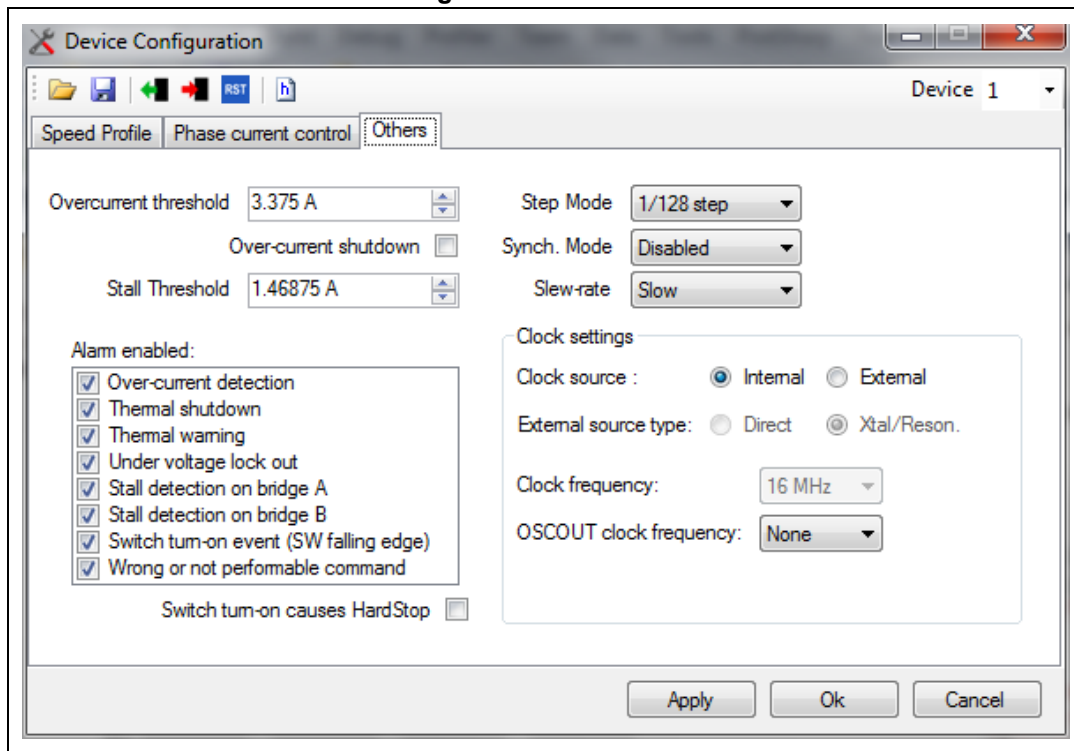 Device Configuration
X
RST
h
Device 1
Speed Profile
Phase current control
Others
Overcurrent threshold 3.375 A
Over-current shutdown
Stall Threshold 1.46875 A
Alarm enabled:
Over-current detection
Thermal shutdown
Thermal warning
Under voltage lock out
Stall detection on bridge A
Stall detection on bridge B
Switch turn-on event (SW falling edge)
Wrong or not performable command
Switch turn-on causes HardStop
Step Mode 1/128 step
Synch. Mode Disabled
Slew-rate Slow
Clock settings
Clock source : Internal External
External source type: Direct Xtal/Reson.
Clock frequency: 16 MHz
OSCOUT clock frequency: None
Apply
Ok
Cancel